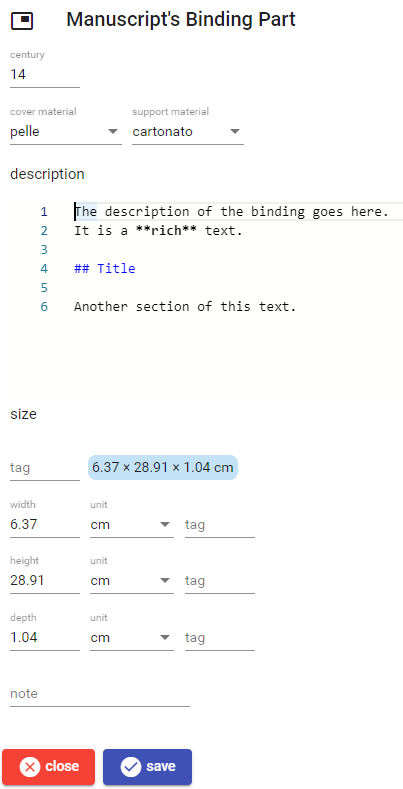 Manuscript's Binding Part
century
14
cover material support material
pelle cartonato
description
1 The description of the binding goes here.
2 It is a **rich** text.
3
4 ## Title
5
6 Another section of this text.
size
tag 6.37 × 28.91 × 1.04 cm
width unit
6.37 cm tag
height unit
28.91 cm tag
depth unit
1.04 cm tag
note
close save